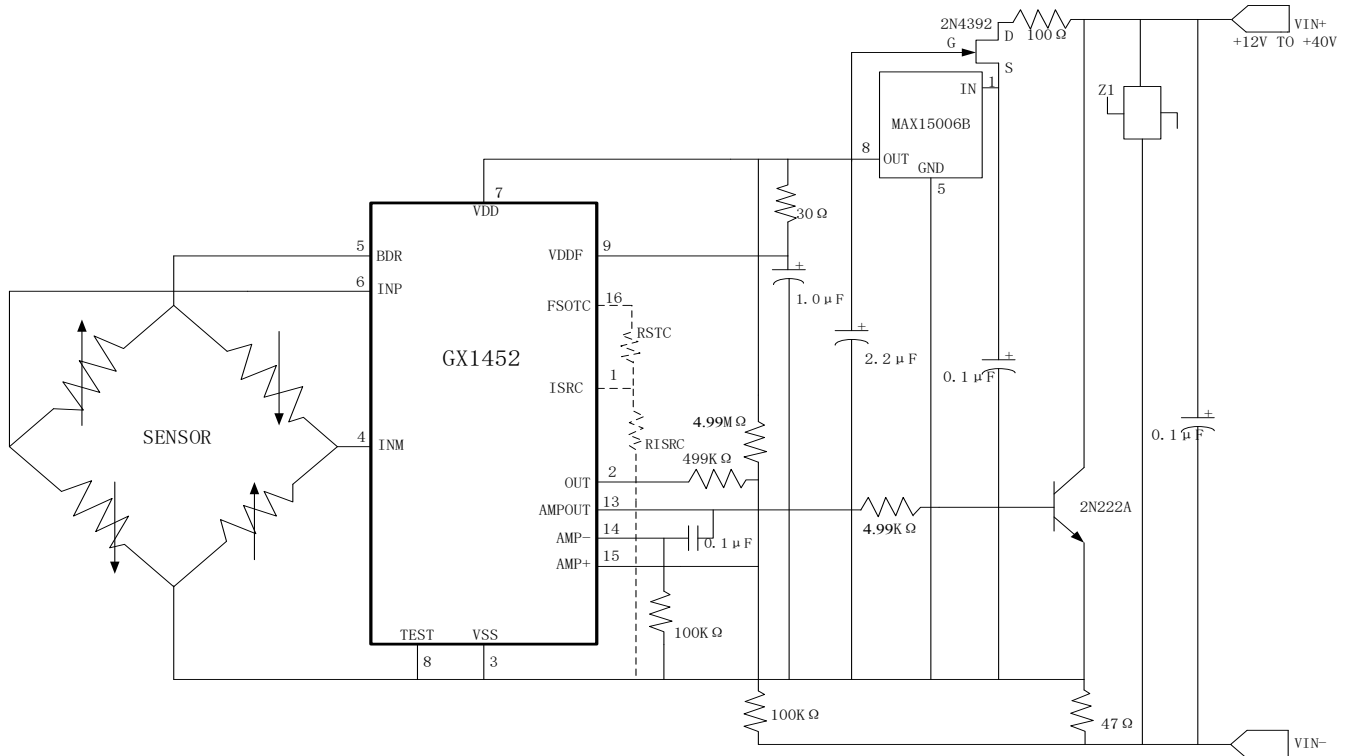 2N4392
D
100Ω
VIN+
+12V TO +40V
G
S
IN
1
Z1
MAX15006B
8
OUT
GND
5
7
VDD
30Ω
5
BDR
VDDF
9
6
INP
+
1.0μF
FSOTC
16
RSTC
+
2.2μF
GX1452
ISRC
1
+
0.1μF
SENSOR
4
INM
RISRC
4.99MΩ
+
0.1μF
499KΩ
OUT
2
AMPOUT
13
4.99KΩ
2N222A
AMP-
14
0.1μF
AMP+
15
100KΩ
TEST
VSS
8
3
100KΩ
47Ω
VIN-